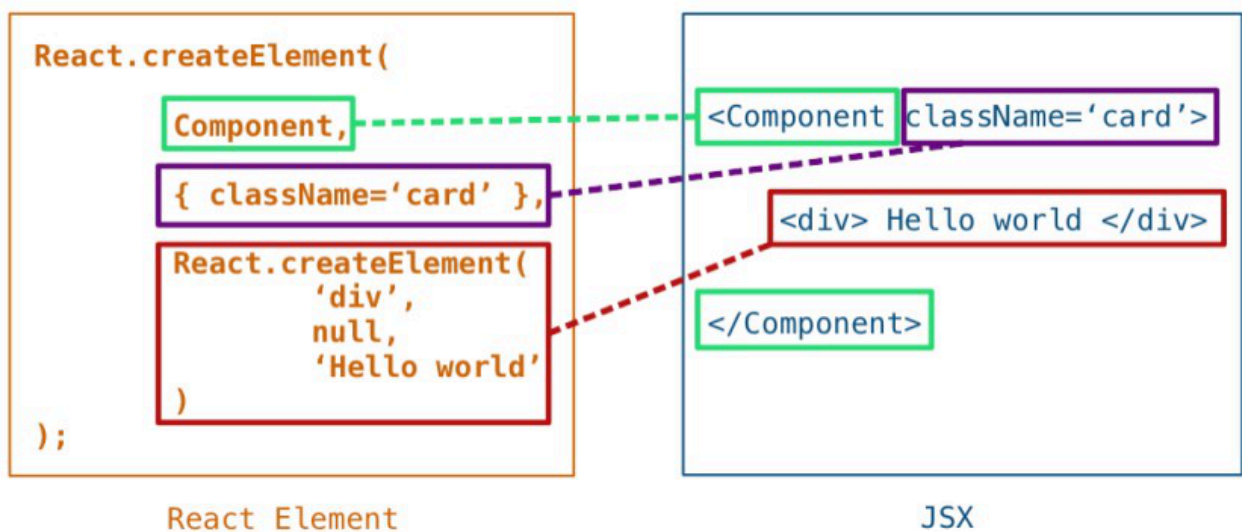 React.createElement(
Component,
{ className=‘card’ },
React.createElement(
‘div’,
null,
‘Hello world’
)
);
React Element
<Component className=‘card’>
<div> Hello world </div>
</Component>
JSX